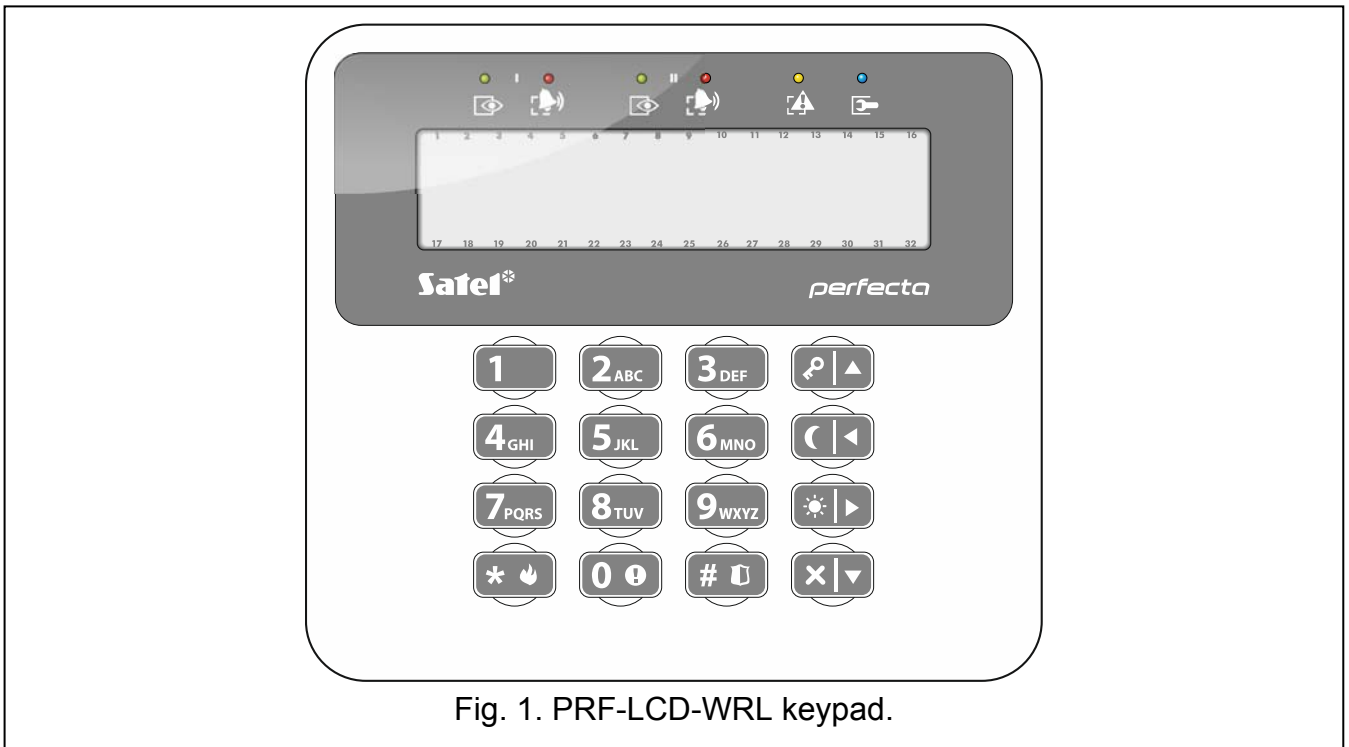 I II
1 2 3 4 5 6 7 8 9 10 11 12 13 14 15 16
17 18 19 20 21 22 23 24 25 26 27 28 29 30 31 32
Satel perfecta
1 2 ABC 3 DEF
4 GHI 5 JKL 6 MNO
7 PQRS 8 TUV 9 WXYZ
* 0 #
Fig. 1. PRF-LCD-WRL keypad.